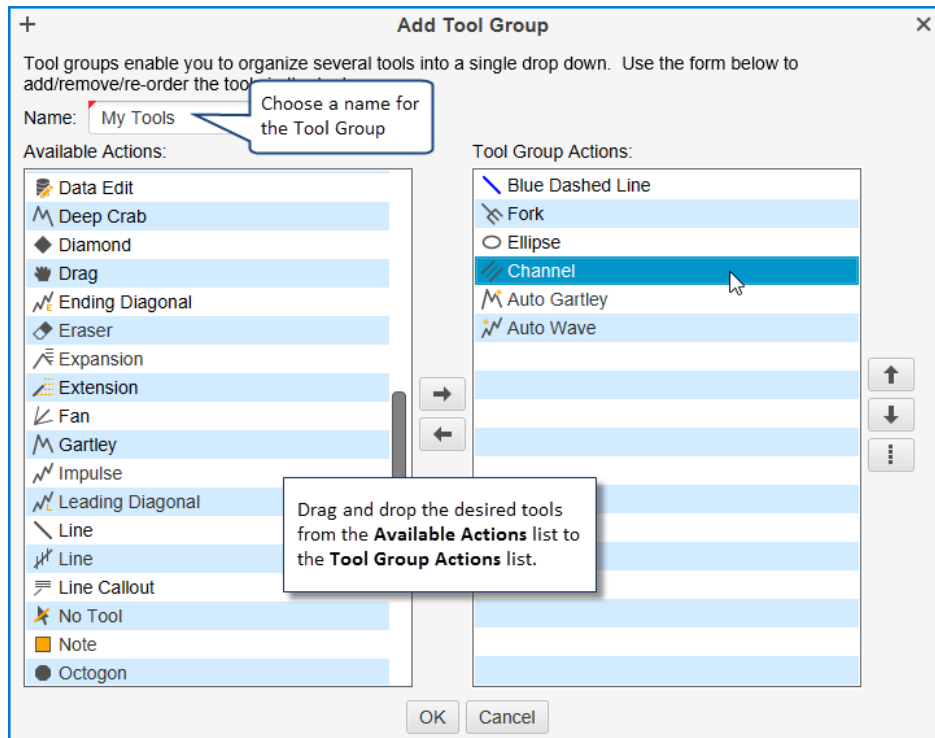 Add Tool Group
Tool groups enable you to organize several tools into a single drop down. Use the form below to
add/remove/re-order the tools
Name: My Tools
Choose a name for
the Tool Group
Available Actions:
Data Edit
Deep Crab
Diamond
Drag
Ending Diagonal
Eraser
Expansion
Extension
Fan
Gartley
Impulse
Leading Diagonal
Line
Line
Line Callout
No Tool
Note
Octogon
Tool Group Actions:
Blue Dashed Line
Fork
Ellipse
Channel
Auto Gartley
Auto Wave
Drag and drop the desired tools
from the Available Actions list to
the Tool Group Actions list.
OK Cancel